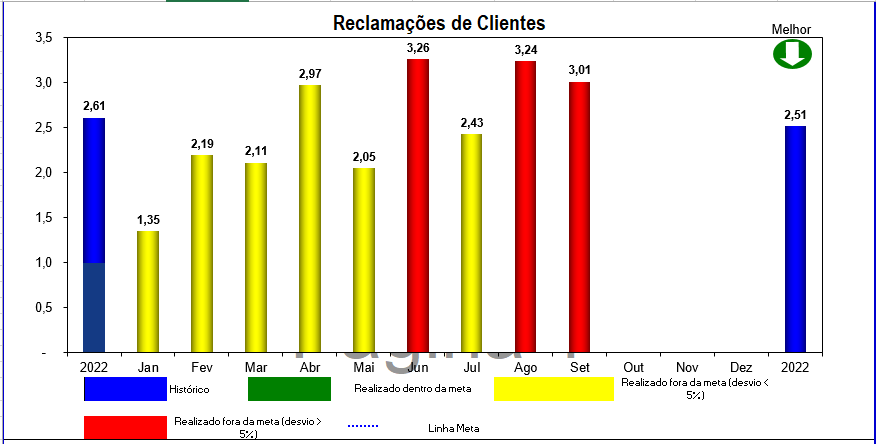 Reclamações de Clientes
Melhor
3,5
3,0
2,5
2,0
1,5
1,0
0,5
-
2,61
1,35
2,19
2,11
2,97
2,05
3,26
2,43
3,24
3,01
2,51
2022 Jan Fev Mar Abr Mai Jun Jul Ago Set Out Nov Dez 2022
Histórico
Realizado dentro da meta
Realizado fora da meta (desvio <
5%)
Realizado fora da meta (desvio >
5%)
Linha Meta